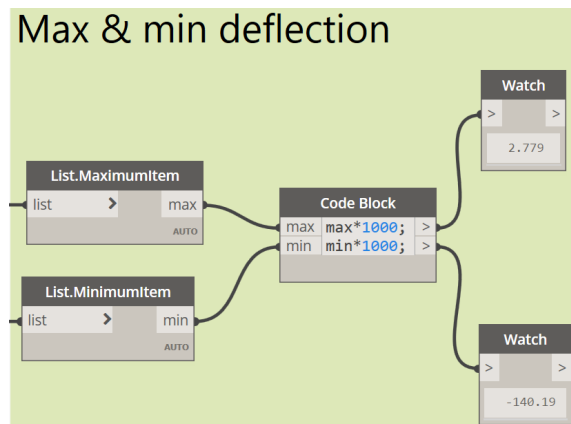 Max & min deflection
Watch
>
>
2.779
List.MaximumItem
list
>
max
AUTO
Code Block
max
max*1000;
>
min
min*1000;
>
List.MinimumItem
list
>
min
AUTO
Watch
>
>
-140.19